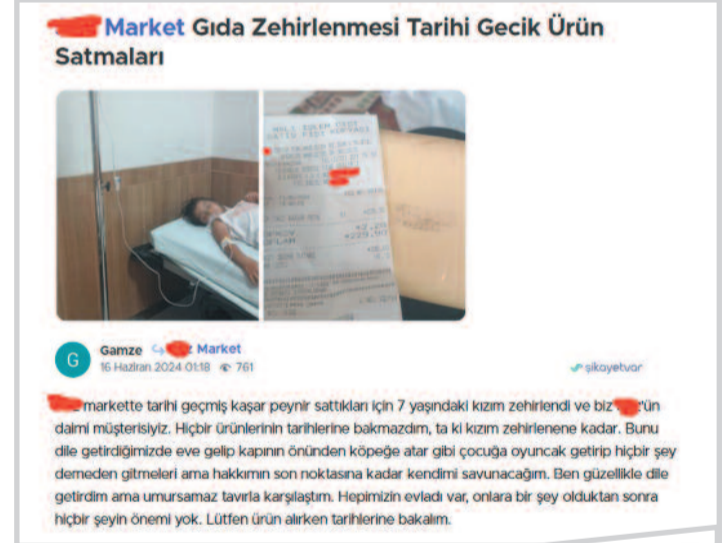 Market Gıda Zehirlenmesi Tarihi Gecik Ürün
Satmaları
G
Gamze Market
16 Haziran 2024 01:18 761
şikayetvar
markette tarihi geçmiş kaşar peynir sattıkları için 7 yaşındaki kızım zehirlendi ve biz 'ün
daimi müşterisiyiz. Hiçbir ürünlerinin tarihlerine bakmazdım, ta ki kızım zehirlenene kadar. Bunu
dile getirdiğimizde eve gelip kapının önünden köpeğe atar gibi çocuğa oyuncak getirip hiçbir şey
demeden gitmeleri ama hakkımın son noktasına kadar kendimi savunacağım. Ben güzellikle dile
getirdim ama umursamaz tavırla karşılaştım. Hepimizin evladı var, onlara bir şey olduktan sonra
hiçbir şeyin önemi yok. Lütfen ürün alırken tarihlerine bakalım.